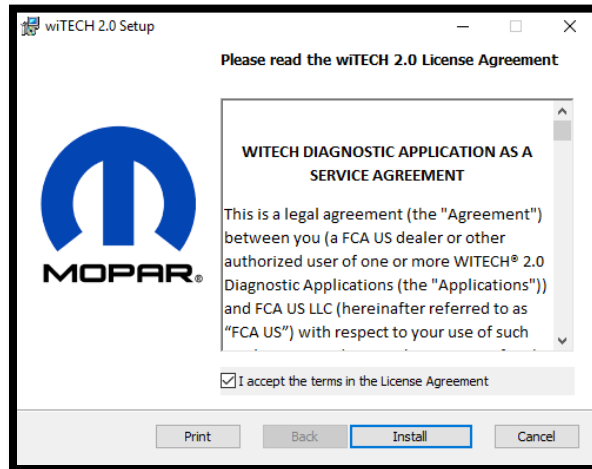 wiTECH 2.0 Setup
Please read the wiTECH 2.0 License Agreement
WITECH DIAGNOSTIC APPLICATION AS A
SERVICE AGREEMENT
This is a legal agreement (the "Agreement")
between you (a FCA US dealer or other
authorized user of one or more WITECH® 2.0
Diagnostic Applications (the "Applications"))
and FCA US LLC (hereinafter referred to as
“FCA US”) with respect to your use of such
MOPAR®
I accept the terms in the License Agreement
Print
Back
Install
Cancel